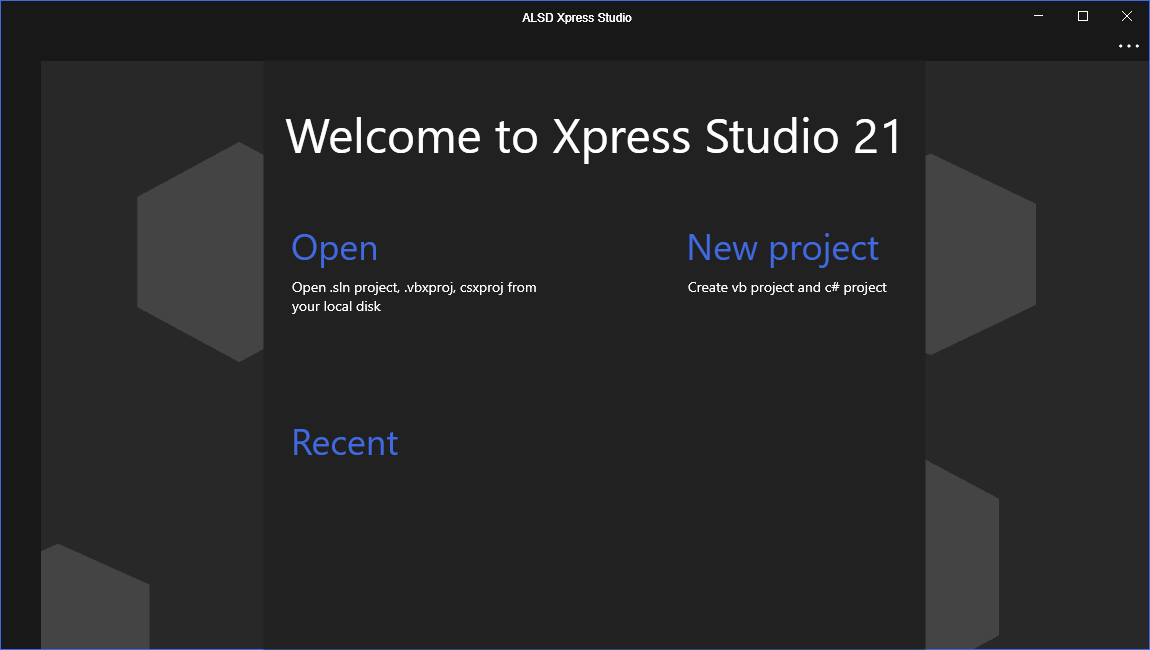 ALSD Xpress Studio
Welcome to Xpress Studio 21
Open
Open .sln project, .vbxproj, csxproj from
your local disk
New project
Create vb project and c# project
Recent